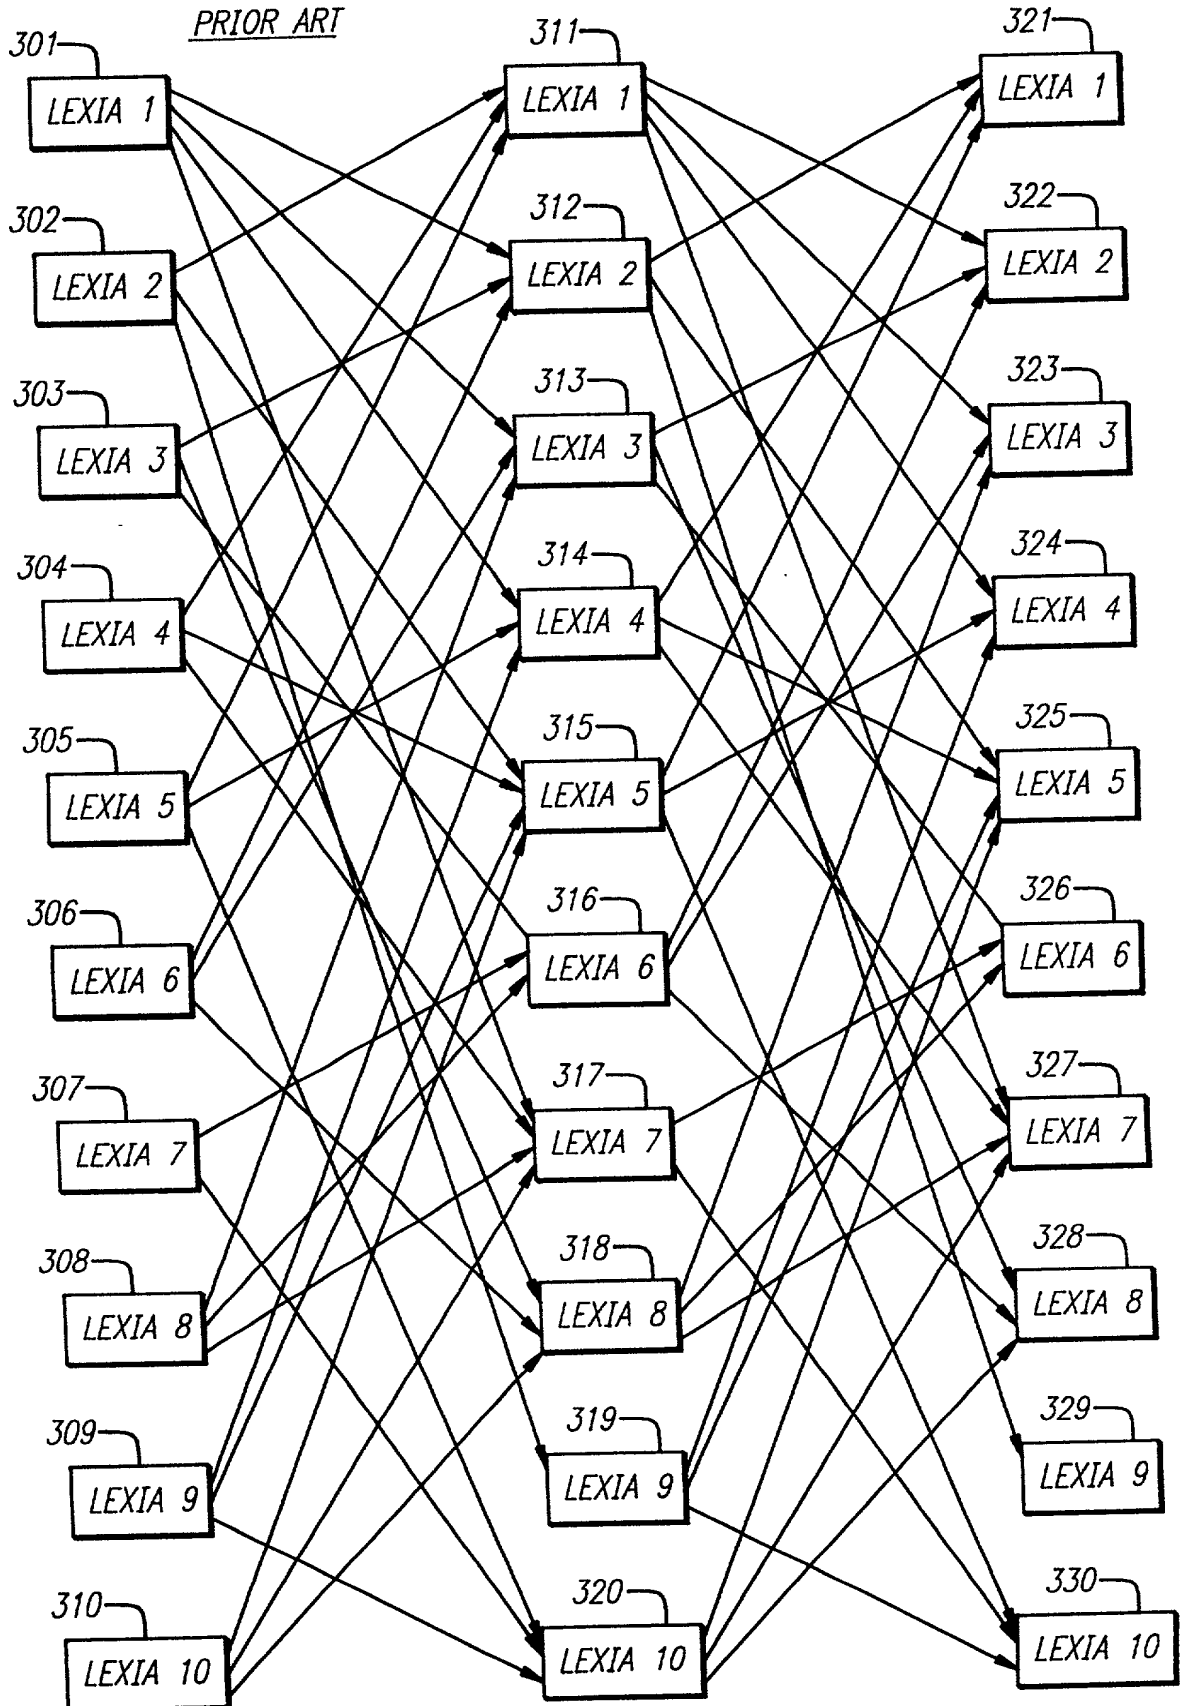 PRIOR ART
301
LEXIA 1
311
LEXIA 1
321
LEXIA 1
302
LEXIA 2
312
LEXIA 2
322
LEXIA 2
303
LEXIA 3
313
LEXIA 3
323
LEXIA 3
304
LEXIA 4
314
LEXIA 4
324
LEXIA 4
305
LEXIA 5
315
LEXIA 5
325
LEXIA 5
306
LEXIA 6
316
LEXIA 6
326
LEXIA 6
307
LEXIA 7
317
LEXIA 7
327
LEXIA 7
308
LEXIA 8
318
LEXIA 8
328
LEXIA 8
309
LEXIA 9
319
LEXIA 9
329
LEXIA 9
310
LEXIA 10
320
LEXIA 10
330
LEXIA 10